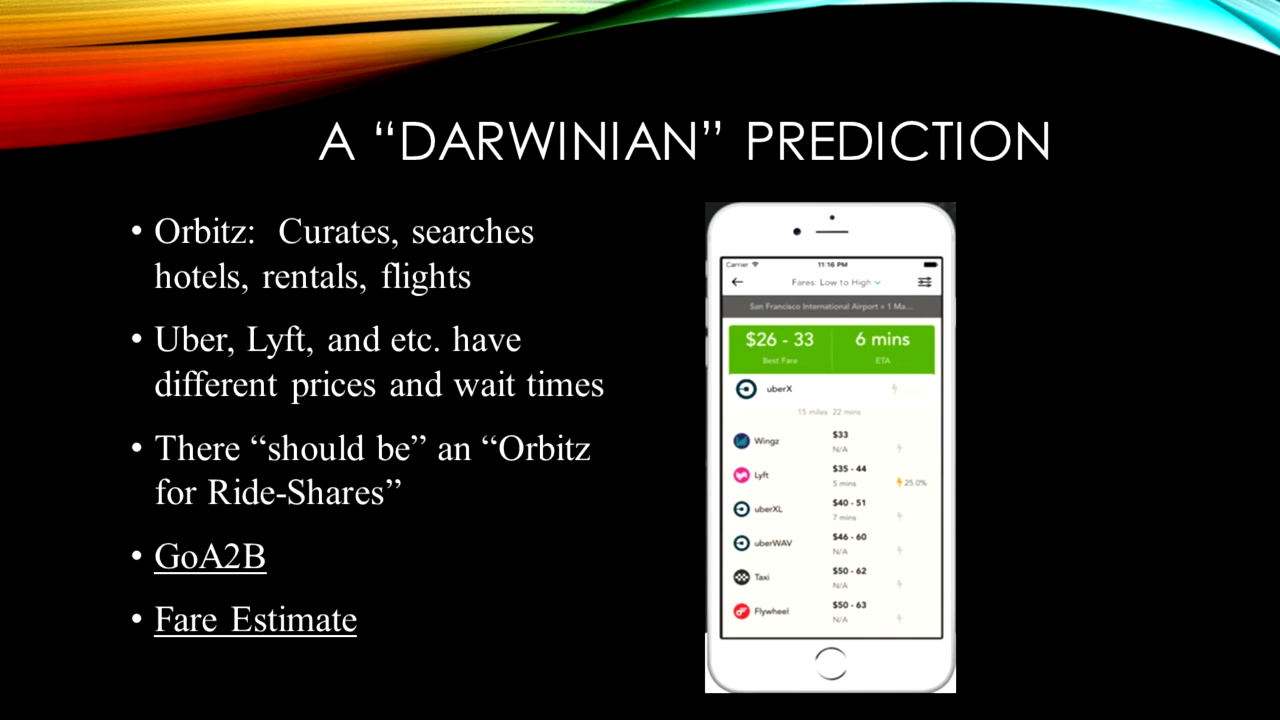 A “DARWINIAN” PREDICTION
• Orbitz: Curates, searches
hotels, rentals, flights
• Uber, Lyft, and etc. have
different prices and wait times
• There “should be” an “Orbitz
for Ride-Shares”
• GoA2B
• Fare Estimate
Carrier 11:16 PM
Fares: Low to High
San Francisco International Airport » 1 Ma...
$26 - 33 6 mins
Best Fare ETA
uberX
15 miles 22 mins
Wingz $33
N/A
Lyft $35 - 44
5 mins 25.0%
uberXL $40 - 51
7 mins
uberWAV $46 - 60
N/A
Taxi $50 - 62
N/A
Flywheel $50 - 63
N/A